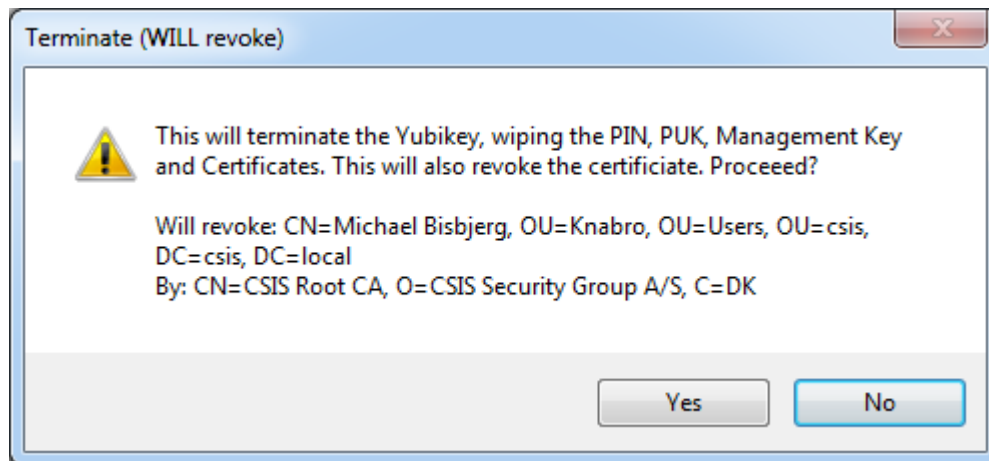 Terminate (WILL revoke)
This will terminate the Yubikey, wiping the PIN, PUK, Management Key
and Certificates. This will also revoke the certificiate. Proceeed?
Will revoke: CN=Michael Bisbjerg, OU=Knabro, OU=Users, OU=csis,
DC=csis, DC=local
By: CN=CSIS Root CA, O=CSIS Security Group A/S, C=DK
Yes
No